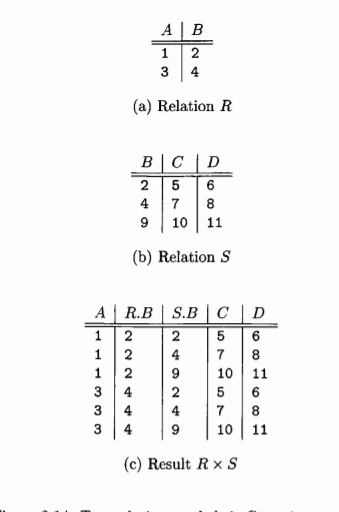 A B
1 2
3 4
(a) Relation R
B C D
2 5 6
4 7 8
9 10 11
(b) Relation S
A R.B S.B C D
1 2 2 5 6
1 2 4 7 8
1 2 9 10 11
3 4 2 5 6
3 4 4 7 8
3 4 9 10 11
(c) Result R × S